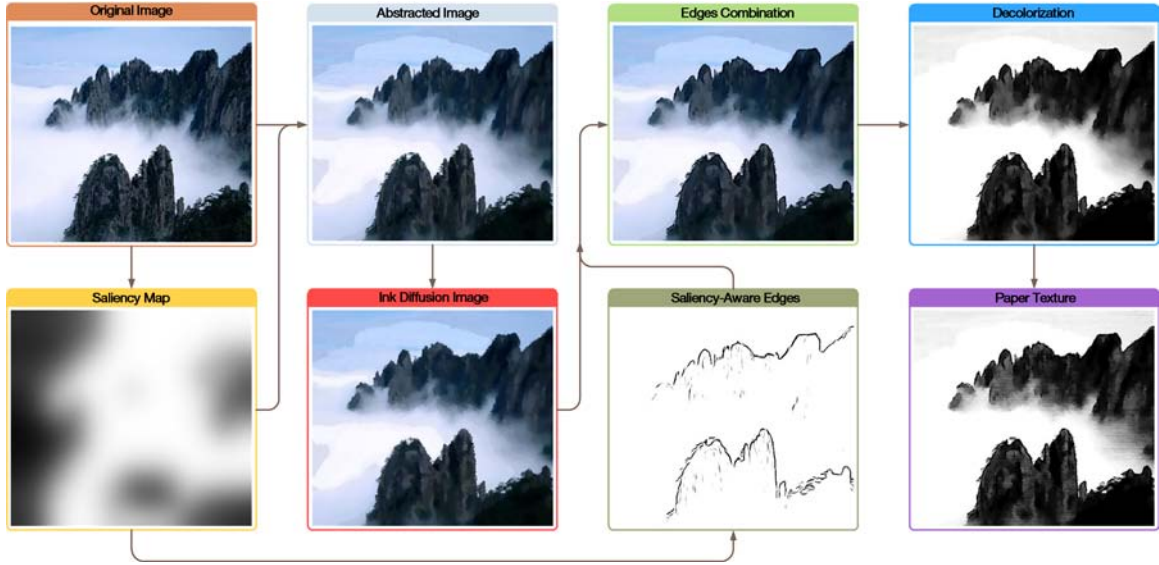 Original Image
Abstracted Image
Edges Combination
Decolorization
Saliency Map
Ink Diffusion Image
Saliency-Aware Edges
Paper Texture